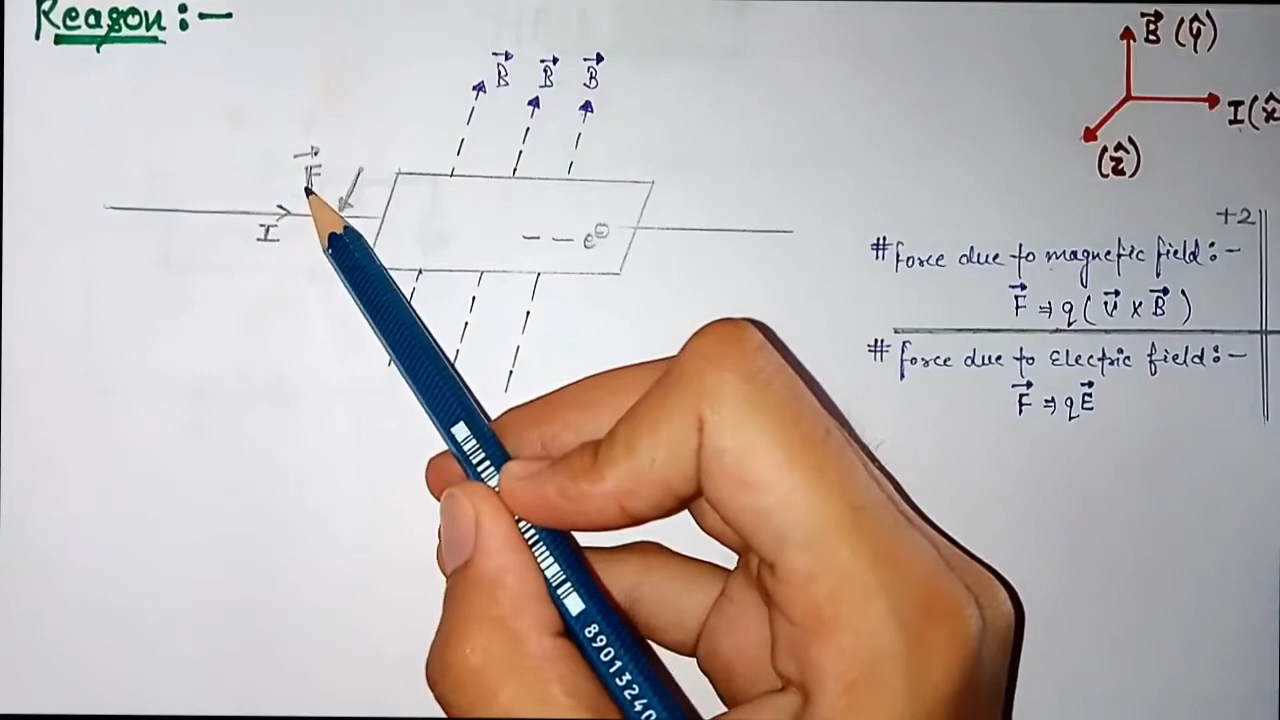 Reason:-
B⃗ B⃗ B⃗
F⃗
I
- - e⊖
B⃗ (ŷ)
I(x̂
(ẑ)
+2
# force due to magnetic field:-
F⃗ ⇒ q( V⃗ × B⃗ )
# force due to Electric field:-
F⃗ ⇒ qE⃗
89013240